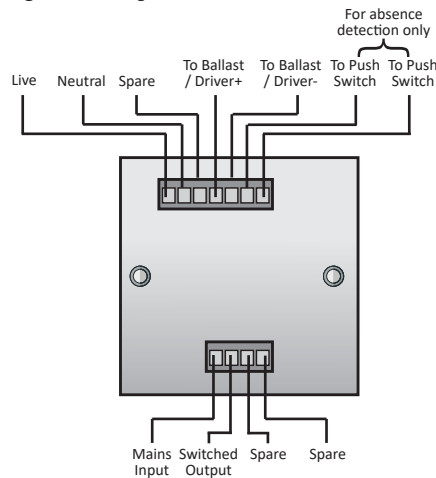 For absence
detection only
Live
Neutral
Spare
To Ballast
/ Driver+
To Ballast
/ Driver-
To Push
Switch
To Push
Switch
Mains
Input
Switched
Output
Spare
Spare